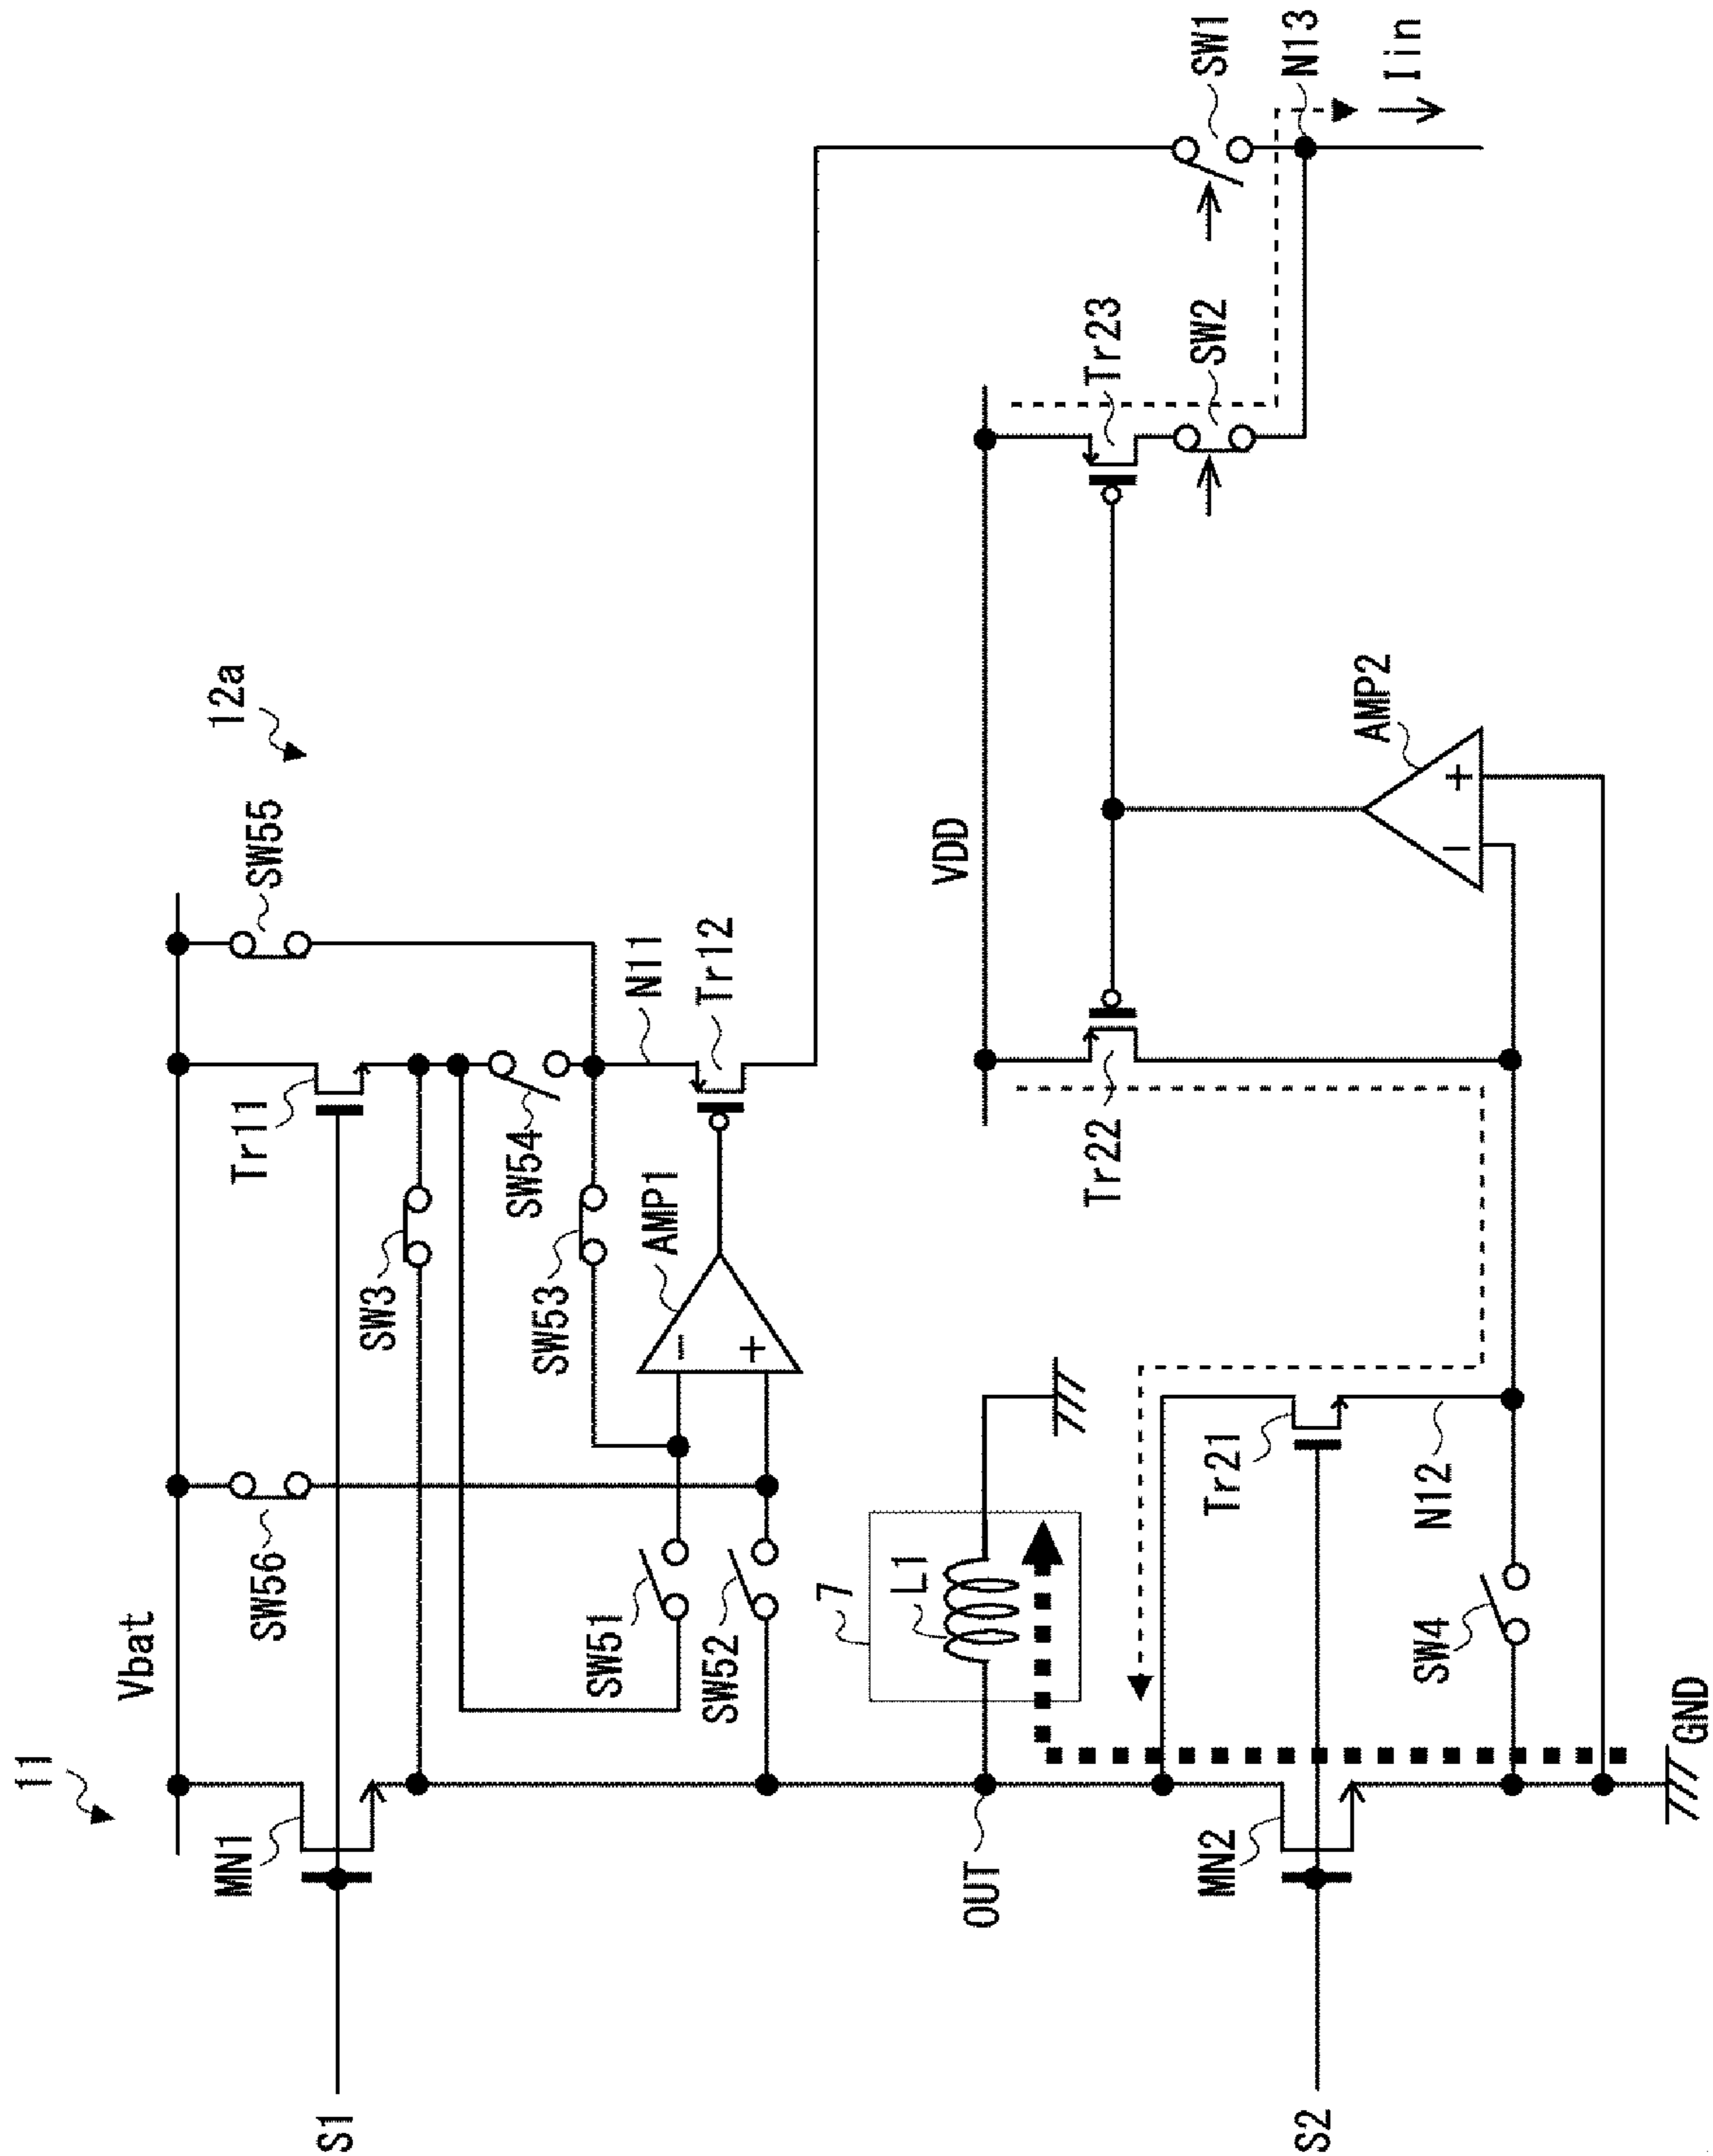 11
12a
Vbat
MN1
S1
SW56
SW3
Tr11
SW55
SW54
SW53
AMP1
−
+
SW51
SW52
N11
Tr12
7
L1
OUT
VDD
Tr22
Tr23
SW2
SW1
N13
Iin
AMP2
−
+
Tr21
N12
SW4
MN2
S2
GND